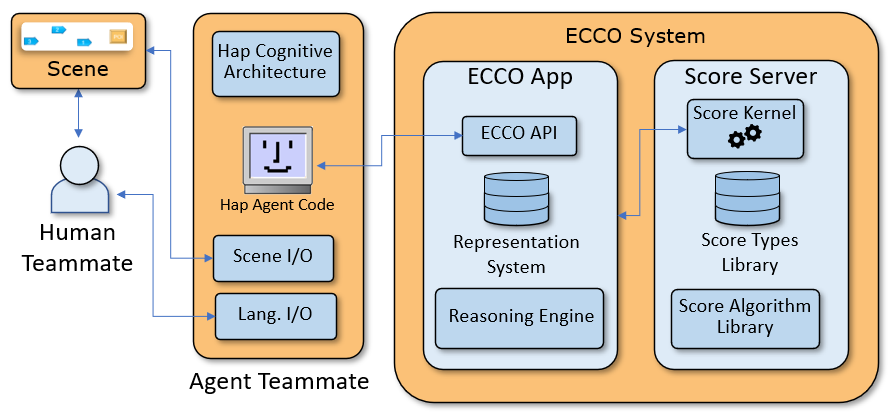 Scene
Human
Teammate
Hap Cognitive
Architecture
Hap Agent Code
Scene I/O
Lang. I/O
Agent Teammate
ECCO System
ECCO App
ECCO API
Representation
System
Reasoning Engine
Score Server
Score Kernel
Score Types
Library
Score Algorithm
Library